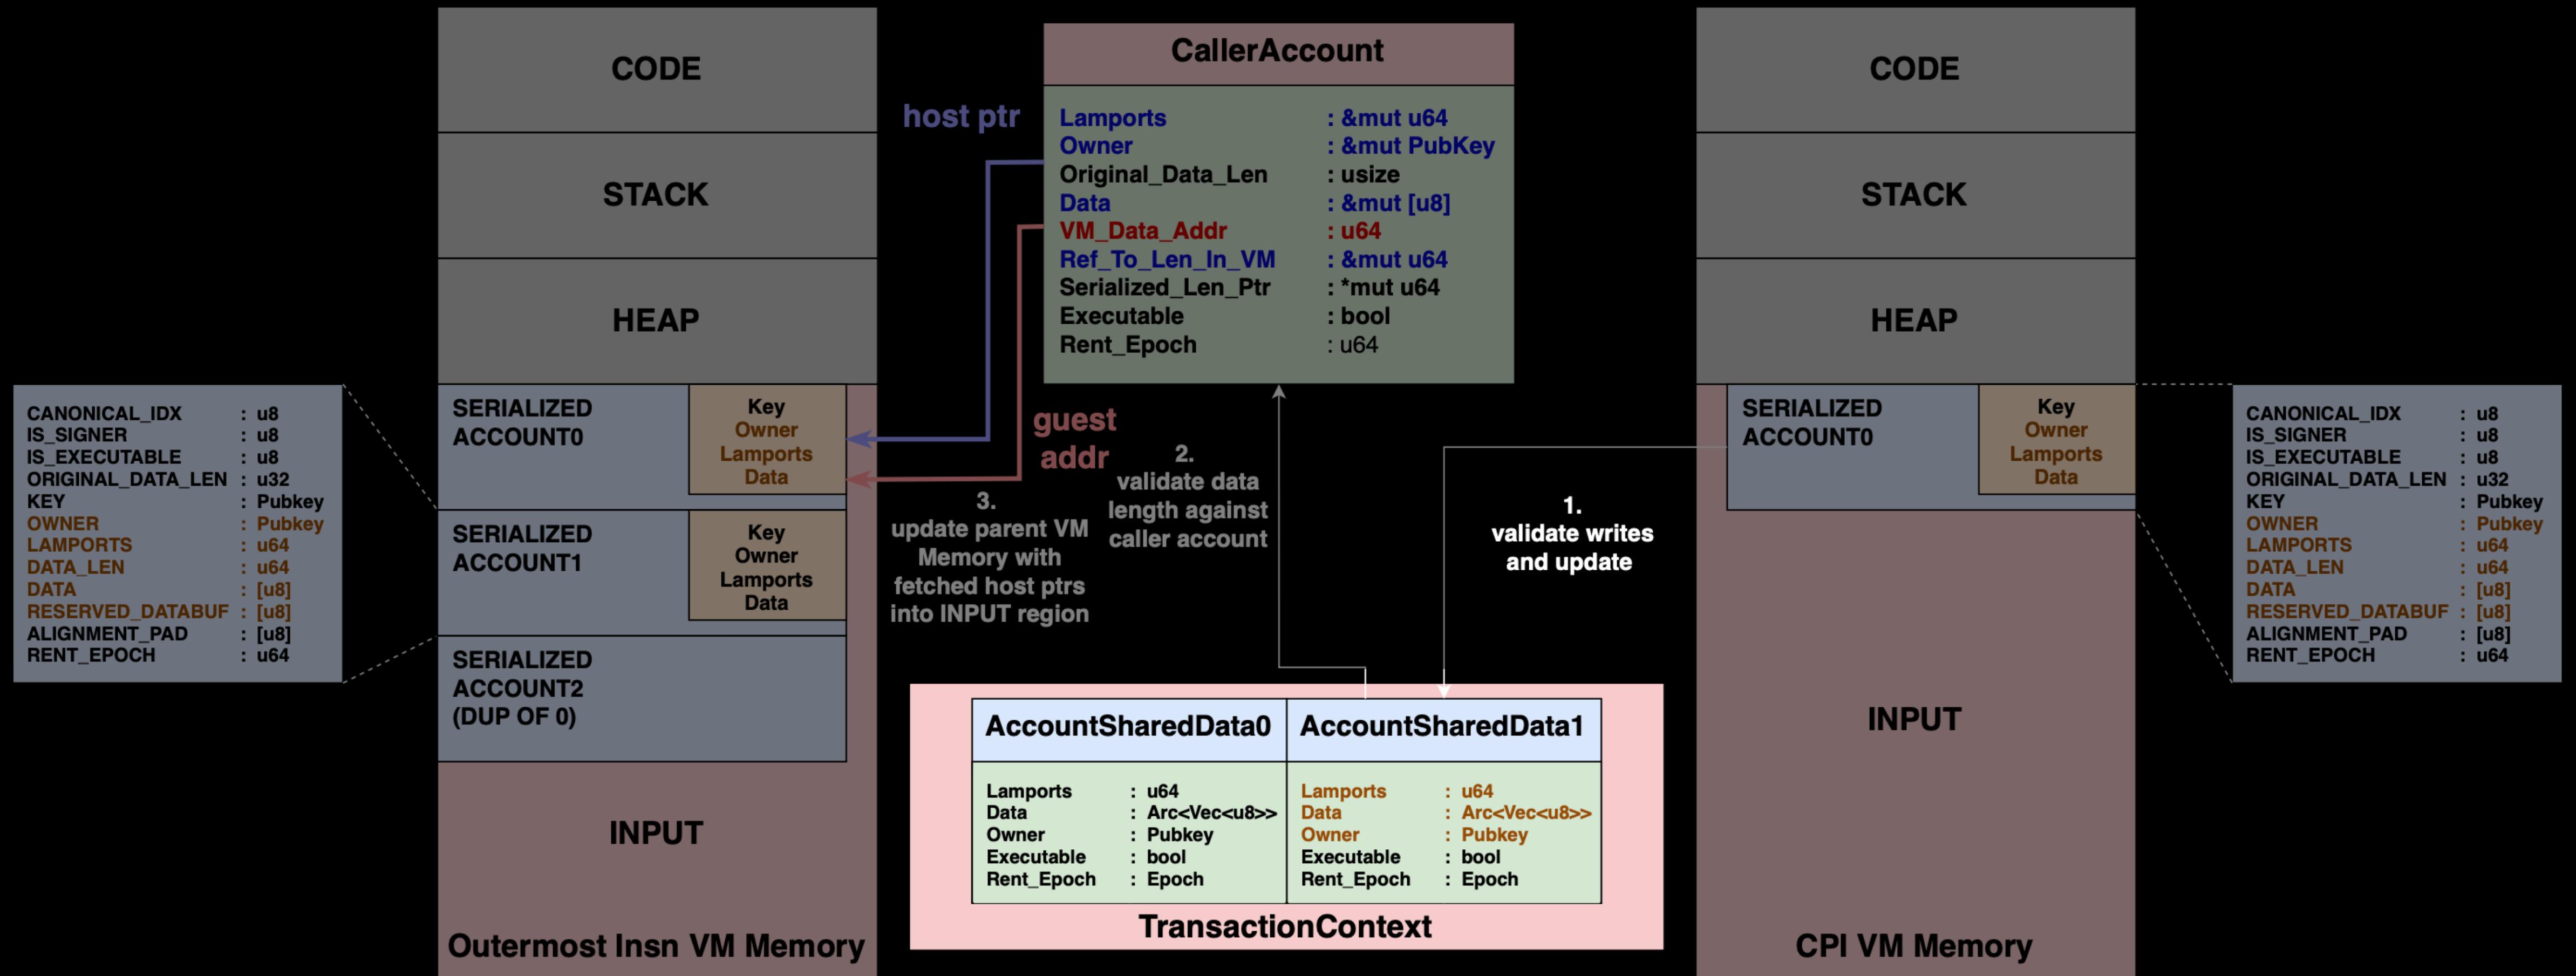 CODE
STACK
HEAP
SERIALIZED
ACCOUNT0
Key
Owner
Lamports
Data
SERIALIZED
ACCOUNT1
Key
Owner
Lamports
Data
SERIALIZED
ACCOUNT2
(DUP OF 0)
INPUT
Outermost Insn VM Memory
CANONICAL_IDX : u8
IS_SIGNER : u8
IS_EXECUTABLE : u8
ORIGINAL_DATA_LEN : u32
KEY : Pubkey
OWNER : Pubkey
LAMPORTS : u64
DATA_LEN : u64
DATA : [u8]
RESERVED_DATABUF : [u8]
ALIGNMENT_PAD : [u8]
RENT_EPOCH : u64
host ptr
guest
addr
CallerAccount
Lamports : &mut u64
Owner : &mut PubKey
Original_Data_Len : usize
Data : &mut [u8]
VM_Data_Addr : u64
Ref_To_Len_In_VM : &mut u64
Serialized_Len_Ptr : *mut u64
Executable : bool
Rent_Epoch : u64
3.
update parent VM
Memory with
fetched host ptrs
into INPUT region
2.
validate data
length against
caller account
1.
validate writes
and update
AccountSharedData0
Lamports : u64
Data : Arc<Vec<u8>>
Owner : Pubkey
Executable : bool
Rent_Epoch : Epoch
AccountSharedData1
Lamports : u64
Data : Arc<Vec<u8>>
Owner : Pubkey
Executable : bool
Rent_Epoch : Epoch
TransactionContext
CODE
STACK
HEAP
SERIALIZED
ACCOUNT0
Key
Owner
Lamports
Data
INPUT
CPI VM Memory
CANONICAL_IDX : u8
IS_SIGNER : u8
IS_EXECUTABLE : u8
ORIGINAL_DATA_LEN : u32
KEY : Pubkey
OWNER : Pubkey
LAMPORTS : u64
DATA_LEN : u64
DATA : [u8]
RESERVED_DATABUF : [u8]
ALIGNMENT_PAD : [u8]
RENT_EPOCH : u64